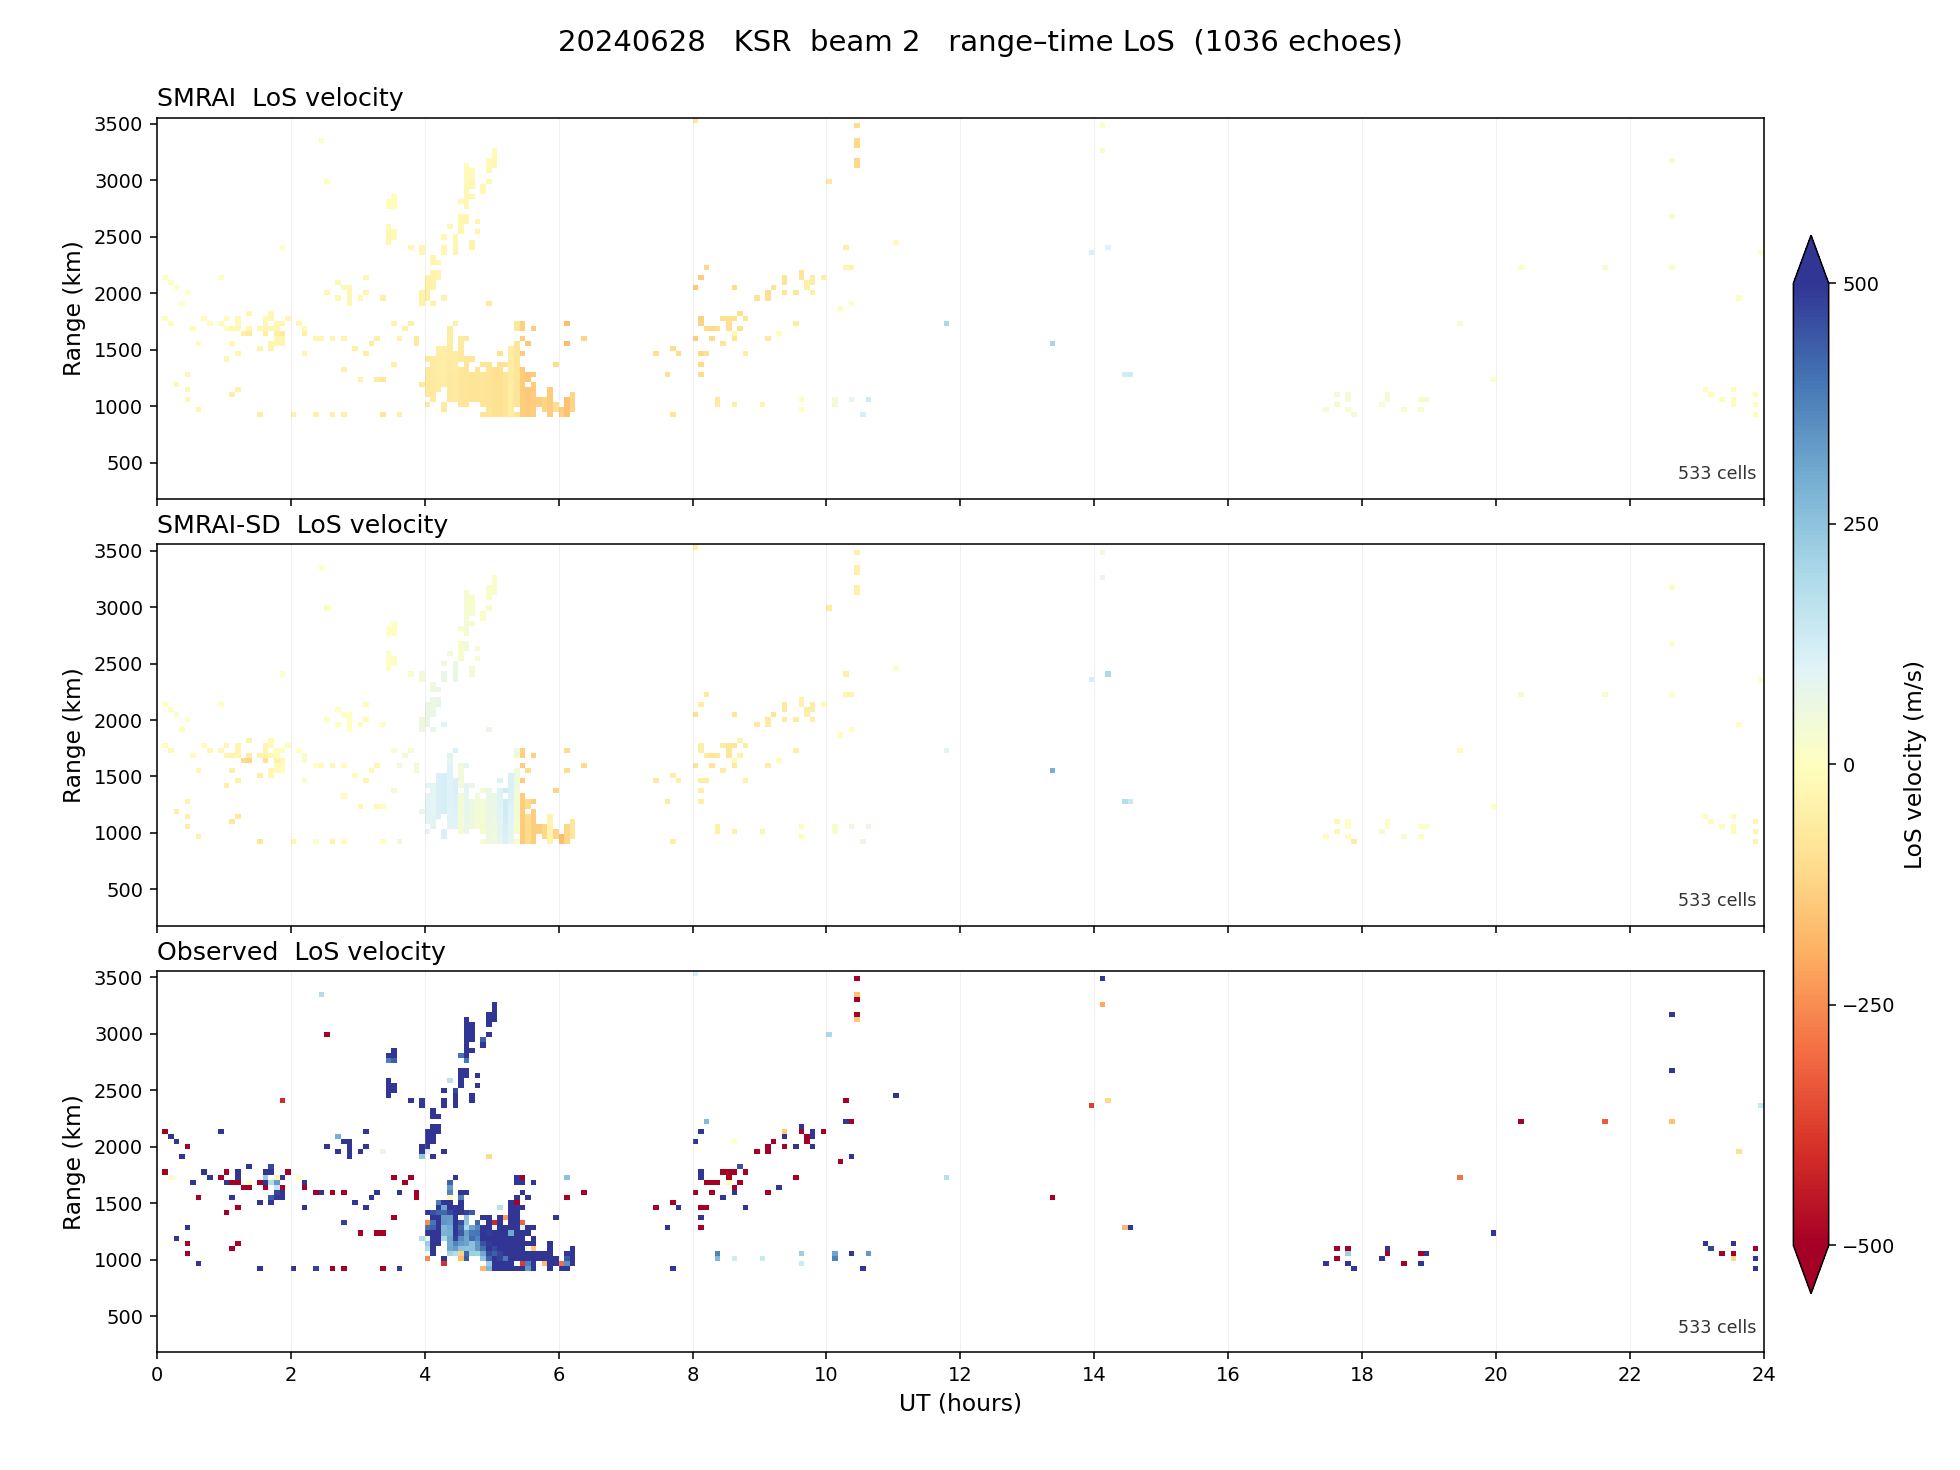 20240628   KSR  beam 2   range–time LoS  (1036 echoes)
SMRAI  LoS velocity
3500
3000
2500
2000
1500
1000
500
Range (km)
533 cells
SMRAI-SD  LoS velocity
3500
3000
2500
2000
1500
1000
500
Range (km)
533 cells
Observed  LoS velocity
3500
3000
2500
2000
1500
1000
500
Range (km)
533 cells
0 2 4 6 8 10 12 14 16 18 20 22 24
UT (hours)
500
250
0
−250
−500
LoS velocity (m/s)